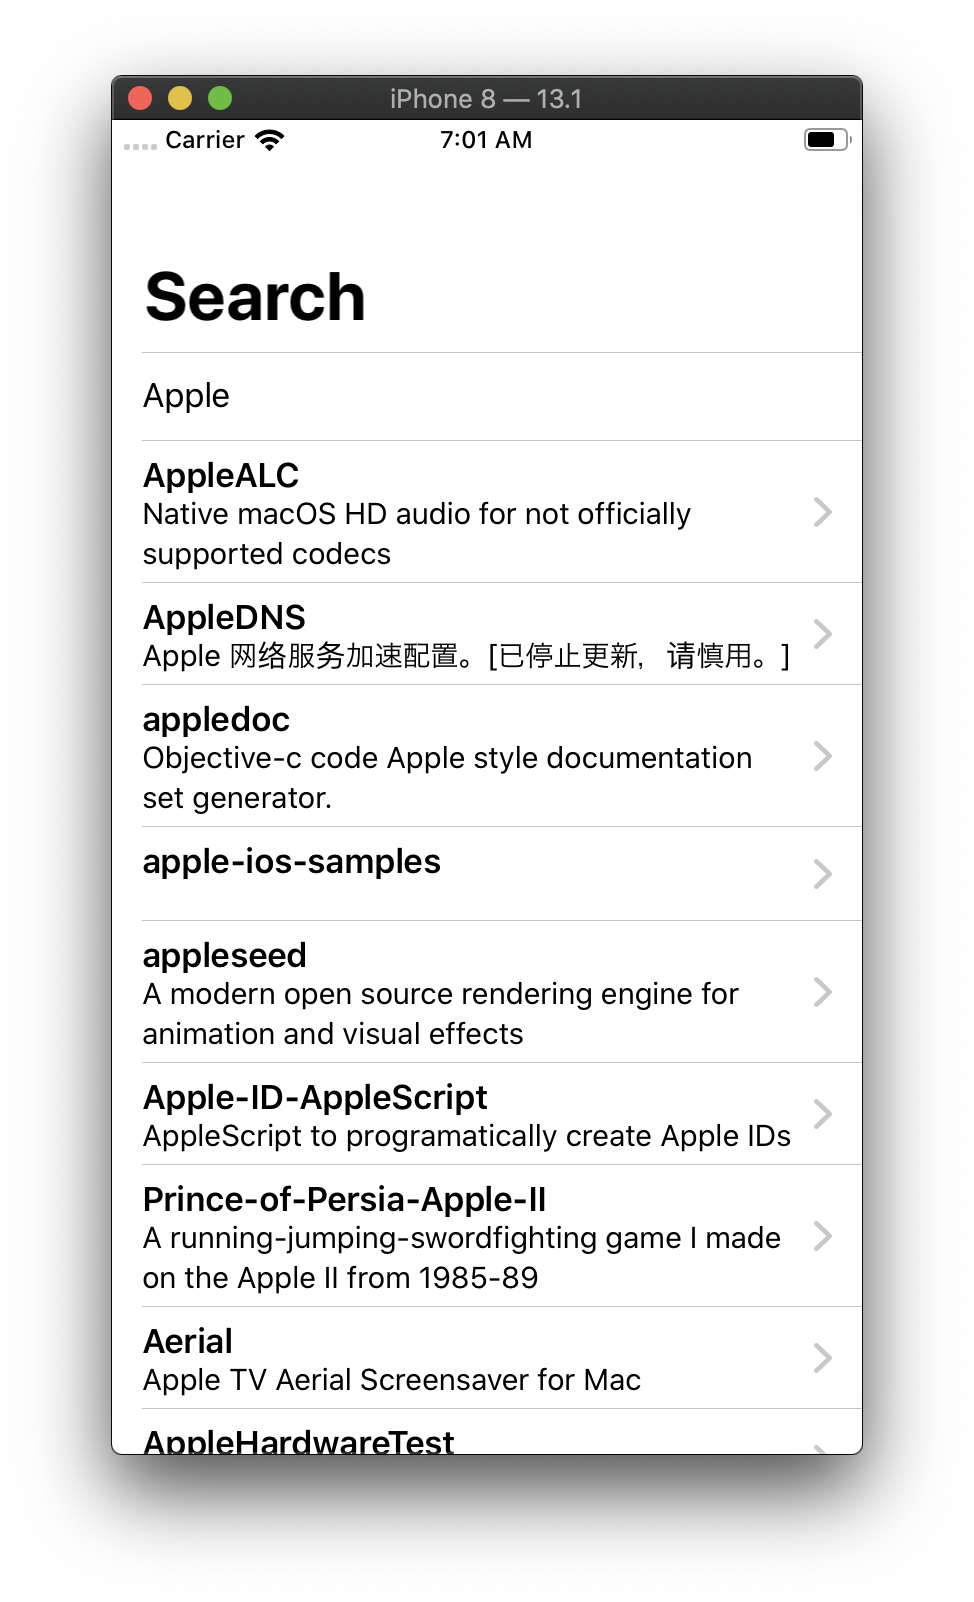 iPhone 8 — 13.1
Carrier 7:01 AM
Search
Apple
AppleALC
Native macOS HD audio for not officially
supported codecs
AppleDNS
Apple 网络服务加速配置。[已停止更新，请慎用。]
appledoc
Objective-c code Apple style documentation
set generator.
apple-ios-samples
appleseed
A modern open source rendering engine for
animation and visual effects
Apple-ID-AppleScript
AppleScript to programatically create Apple IDs
Prince-of-Persia-Apple-II
A running-jumping-swordfighting game I made
on the Apple II from 1985-89
Aerial
Apple TV Aerial Screensaver for Mac
AppleHardwareTest